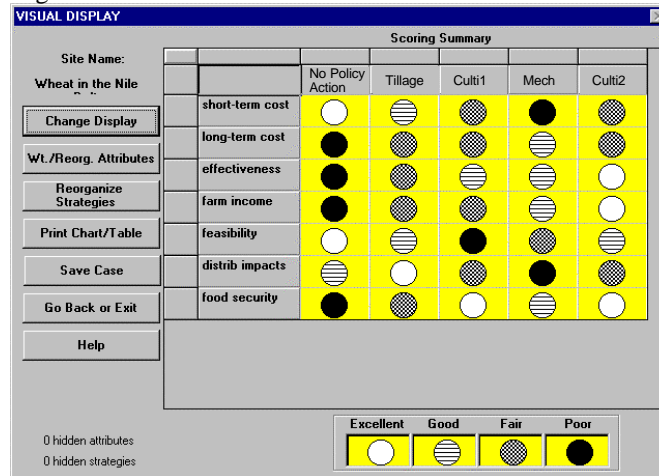 VISUAL DISPLAY
Scoring Summary
Site Name:
Wheat in the Nile
No Policy
Action
Tillage
Culti1
Mech
Culti2
Change Display
Wt./Reorg. Attributes
Reorganize
Strategies
Print Chart/Table
Save Case
Go Back or Exit
Help
short-term cost
long-term cost
effectiveness
farm income
feasibility
distrib impacts
food security
Excellent
Good
Fair
Poor
0 hidden attributes
0 hidden strategies